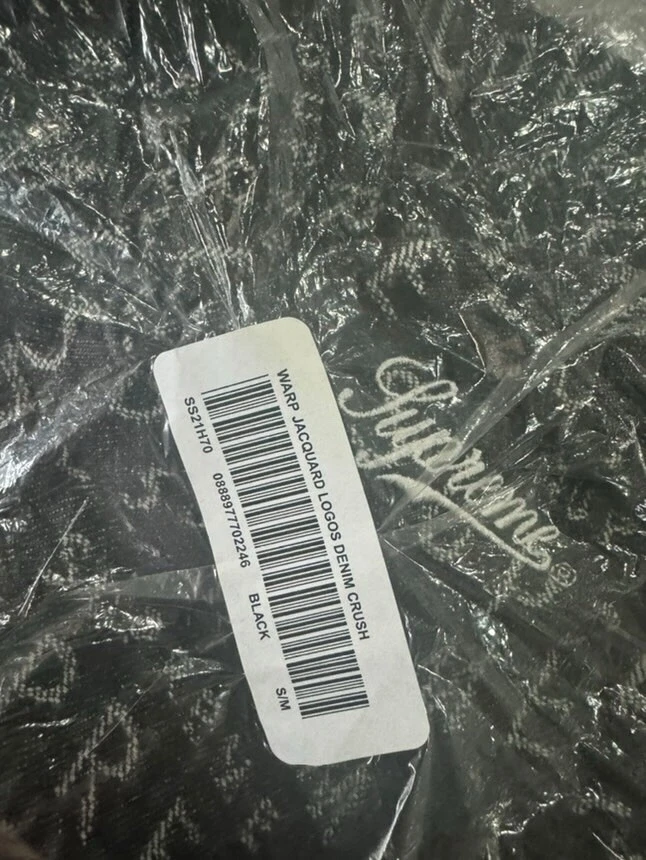 WARP JACQUARD LOGOS DENIM CRUSH
SS21H70 0888977702246 BLACK S/M
Supreme®